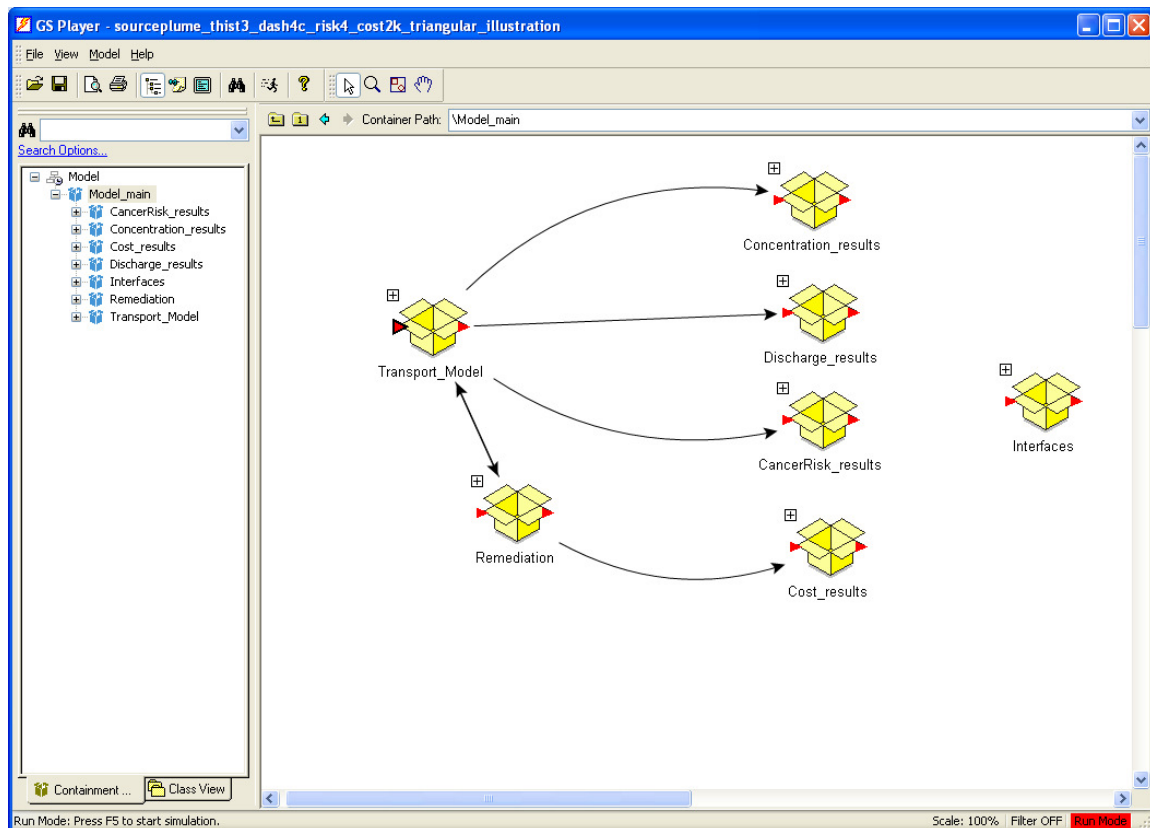 GS Player - sourceplume_thist3_dash4c_risk4_cost2k_triangular_illustration
File View Model Help
Container Path: \Model_main
Search Options...
Model
Model_main
CancerRisk_results
Concentration_results
Cost_results
Discharge_results
Interfaces
Remediation
Transport_Model
Concentration_results
Discharge_results
Transport_Model
CancerRisk_results
Interfaces
Remediation
Cost_results
Containment ... Class View
Run Mode: Press F5 to start simulation. Scale: 100% Filter OFF Run Mode